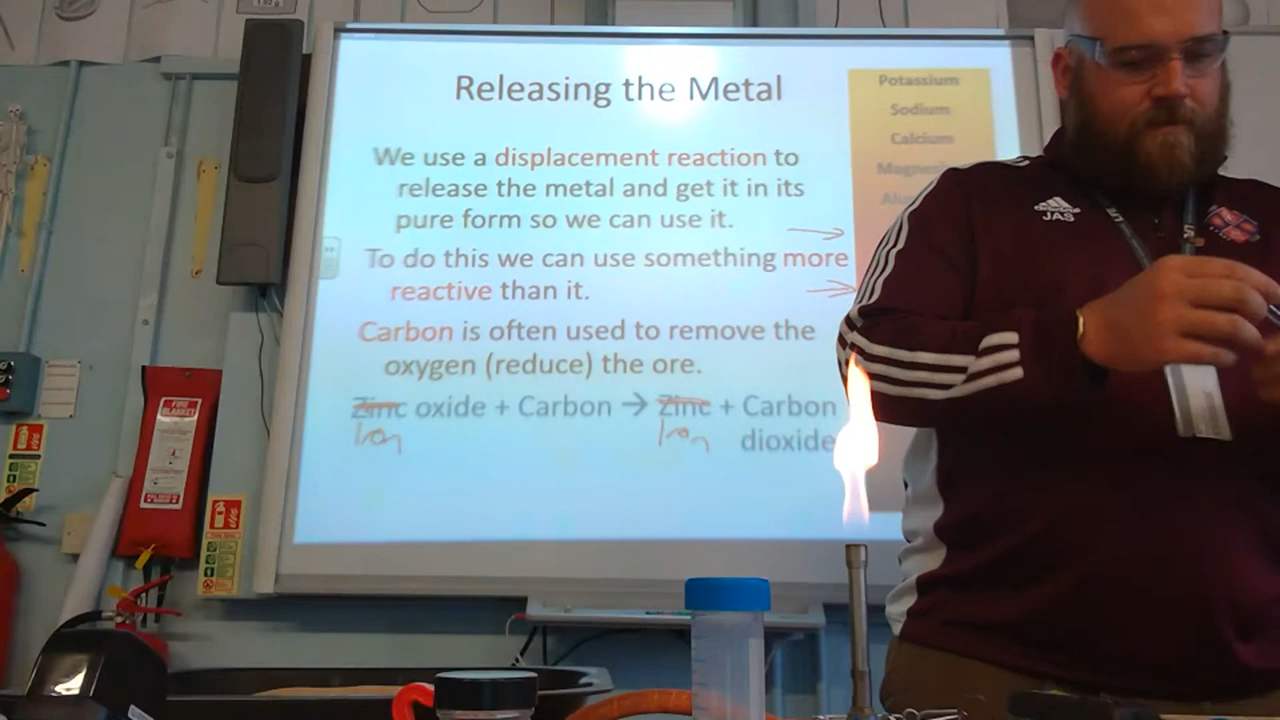 Releasing the Metal
We use a displacement reaction to
release the metal and get it in its
pure form so we can use it.
To do this we can use something more
reactive than it.
Carbon is often used to remove the
oxygen (reduce) the ore.
Zinc oxide + Carbon → Zinc + Carbon
Iron Iron dioxide
Potassium
Sodium
Calcium
JAS
FIRE
BLANKET